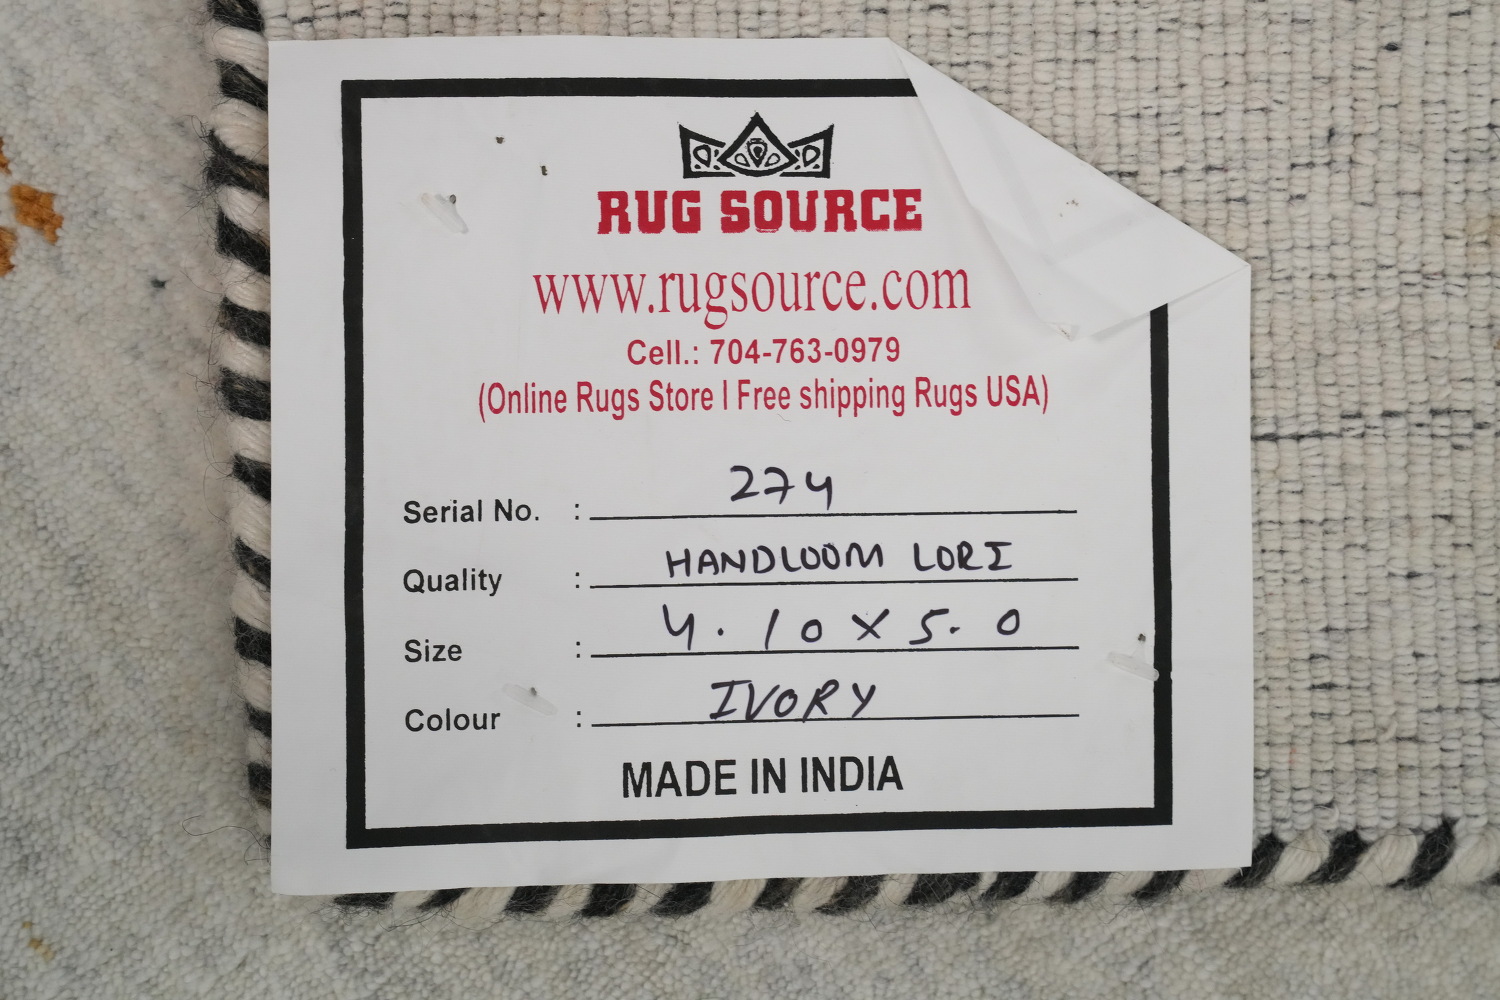 RUG SOURCE
www.rugsource.com
Cell.: 704-763-0979
(Online Rugs Store I Free shipping Rugs USA)
Serial No. : 274
Quality : HANDLOOM LORI
Size : 4.10 X 5.0
Colour : IVORY
MADE IN INDIA